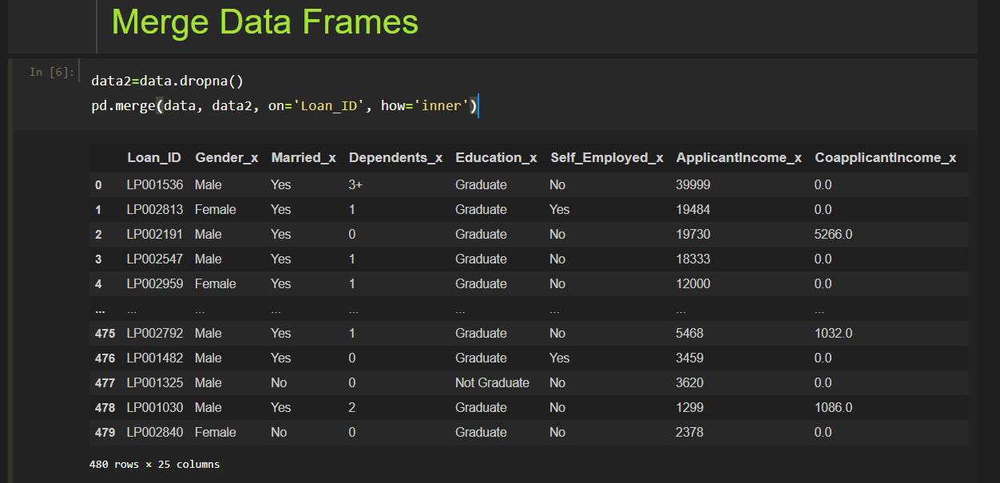 Merge Data Frames
In [6]:
data2=data.dropna()
pd.merge(data, data2, on='Loan_ID', how='inner')
Loan_ID Gender_x Married_x Dependents_x Education_x Self_Employed_x ApplicantIncome_x CoapplicantIncome_x
0 LP001536 Male Yes 3+ Graduate No 39999 0.0
1 LP002813 Female Yes 1 Graduate Yes 19484 0.0
2 LP002191 Male Yes 0 Graduate No 19730 5266.0
3 LP002547 Male Yes 1 Graduate No 18333 0.0
4 LP002959 Female Yes 1 Graduate No 12000 0.0
... ... ... ... ... ... ... ... ...
475 LP002792 Male Yes 1 Graduate No 5468 1032.0
476 LP001482 Male Yes 0 Graduate Yes 3459 0.0
477 LP001325 Male No 0 Not Graduate No 3620 0.0
478 LP001030 Male Yes 2 Graduate No 1299 1086.0
479 LP002840 Female No 0 Graduate No 2378 0.0
480 rows × 25 columns